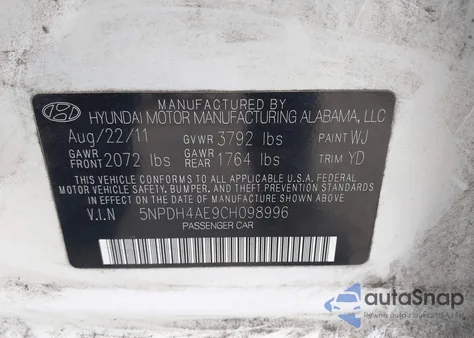 MANUFACTURED BY
HYUNDAI MOTOR MANUFACTURING ALABAMA, LLC
Aug/22/11 GVWR 3792 lbs PAINT WJ
GAWR FRONT 2072 lbs GAWR REAR 1764 lbs TRIM YD
THIS VEHICLE CONFORMS TO ALL APPLICABLE U.S.A. FEDERAL
MOTOR VEHICLE SAFETY, BUMPER, AND THEFT PREVENTION
STANDARDS IN EFFECT ON THE DATE OF MANUFACTURE SHOWN ABOVE.
V.I.N 5NPDH4AE9CH098996
PASSENGER CAR
autoSnap